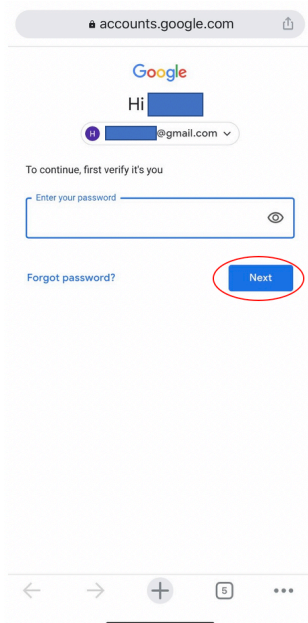 accounts.google.com
Google
Hi
H @gmail.com
To continue, first verify it's you
Enter your password
Forgot password? Next
5